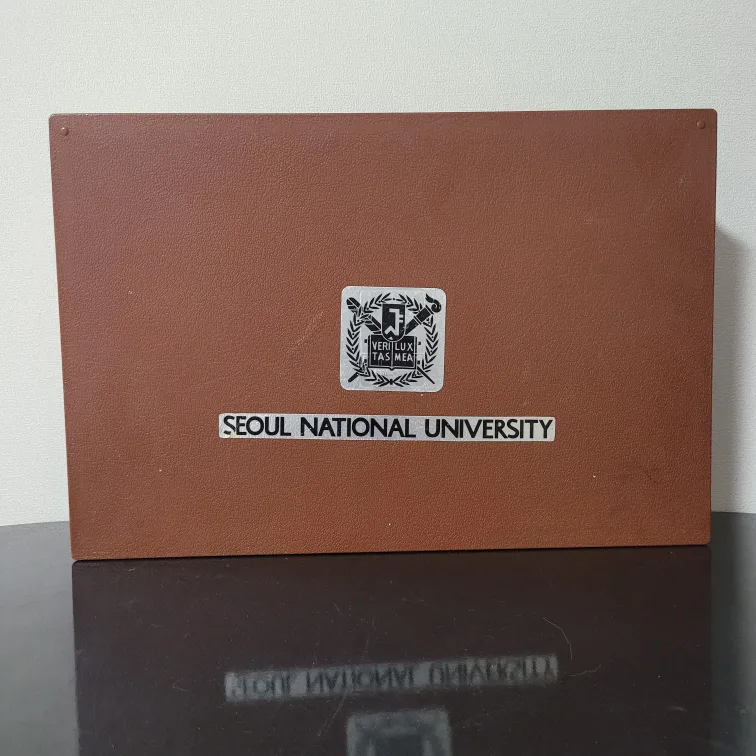 VERI LUX
TAS MEA
SEOUL NATIONAL UNIVERSITY